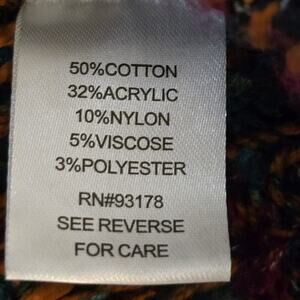 50%COTTON
32%ACRYLIC
10%NYLON
5%VISCOSE
3%POLYESTER
RN#93178
SEE REVERSE
FOR CARE